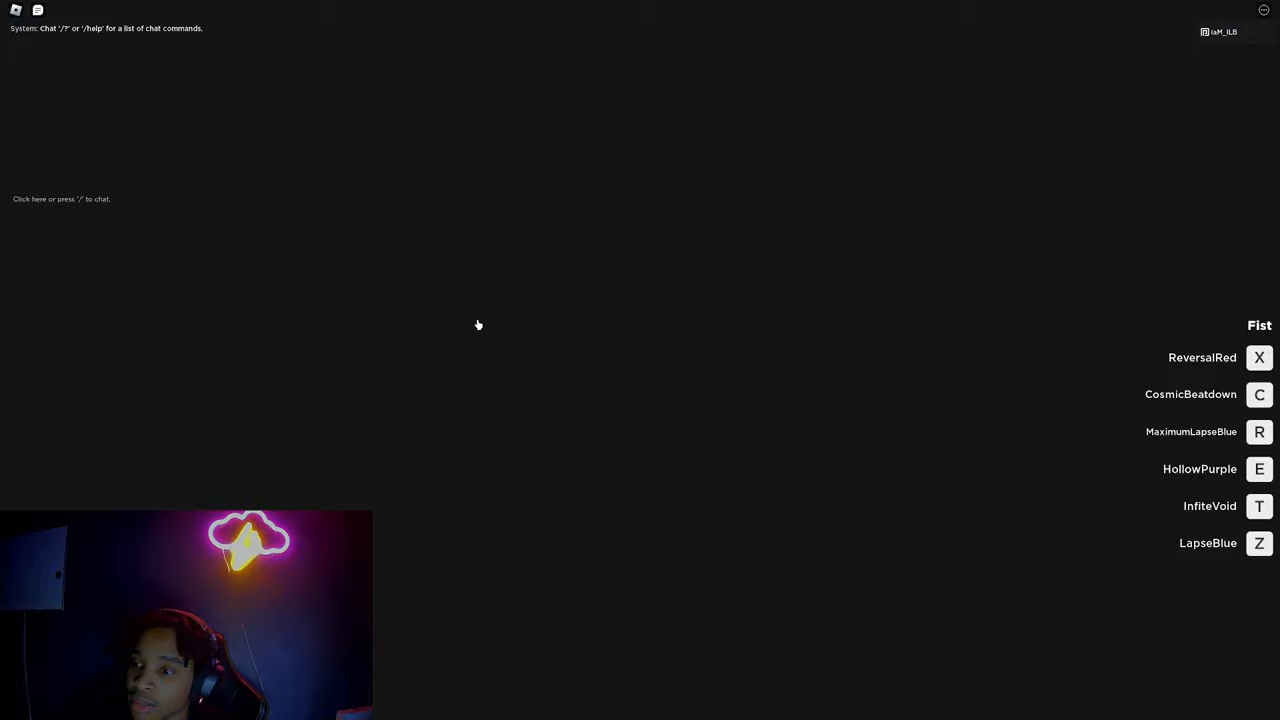 System: Chat '/?' or '/help' for a list of chat commands.
IaM_ILB
Click here or press '/' to chat.
Fist
ReversalRed X
CosmicBeatdown C
MaximumLapseBlue R
HollowPurple E
InfiteVoid T
LapseBlue Z